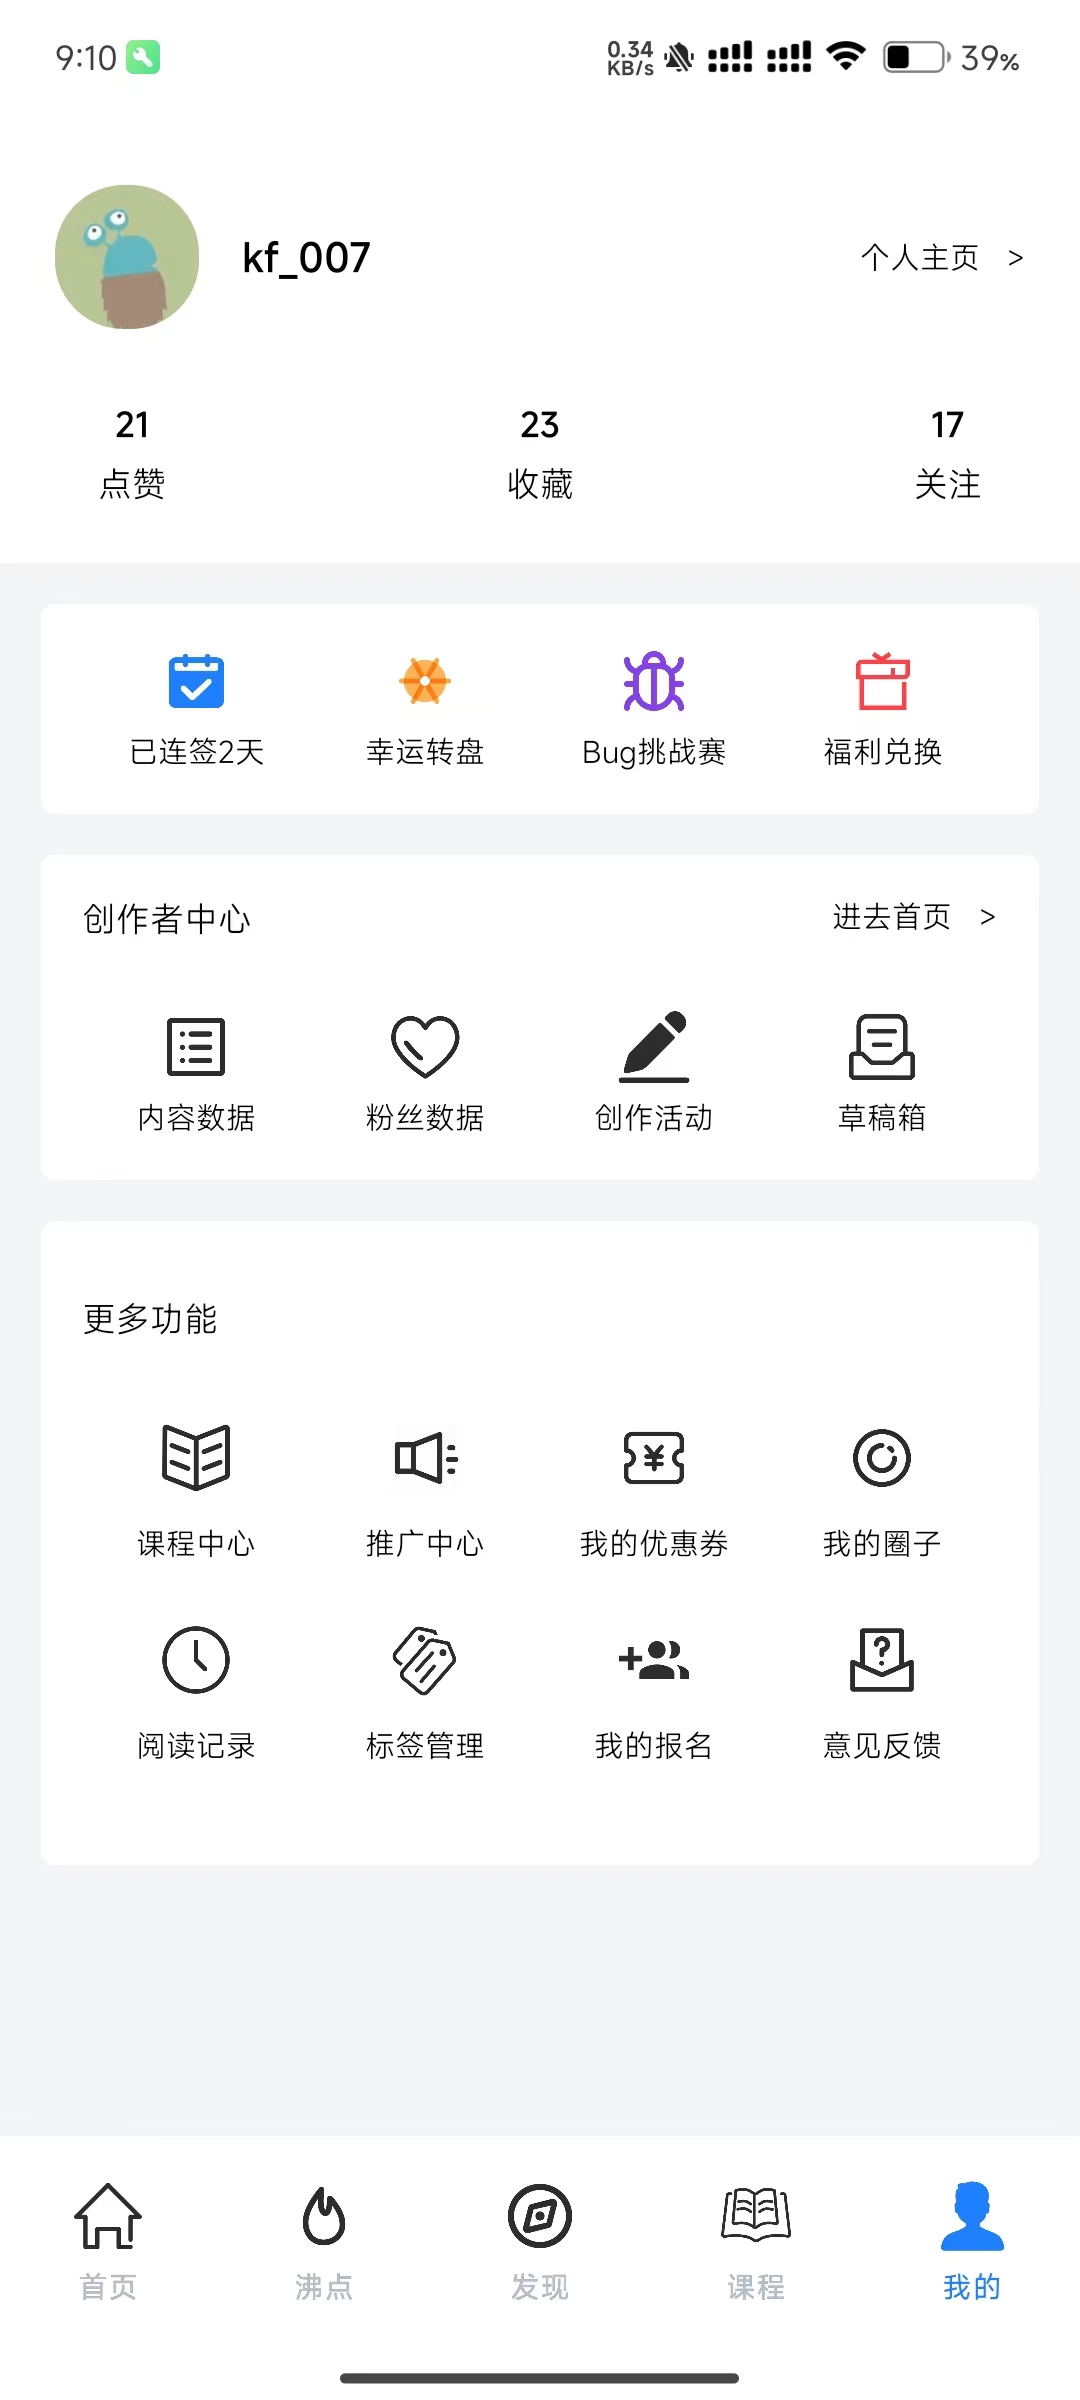 9:10 0.34 KB/s 39%
kf_007 个人主页 >
21 23 17
点赞 收藏 关注
已连签2天 幸运转盘 Bug挑战赛 福利兑换
创作者中心 进去首页 >
内容数据 粉丝数据 创作活动 草稿箱
更多功能
课程中心 推广中心 我的优惠券 我的圈子
阅读记录 标签管理 我的报名 意见反馈
首页 沸点 发现 课程 我的